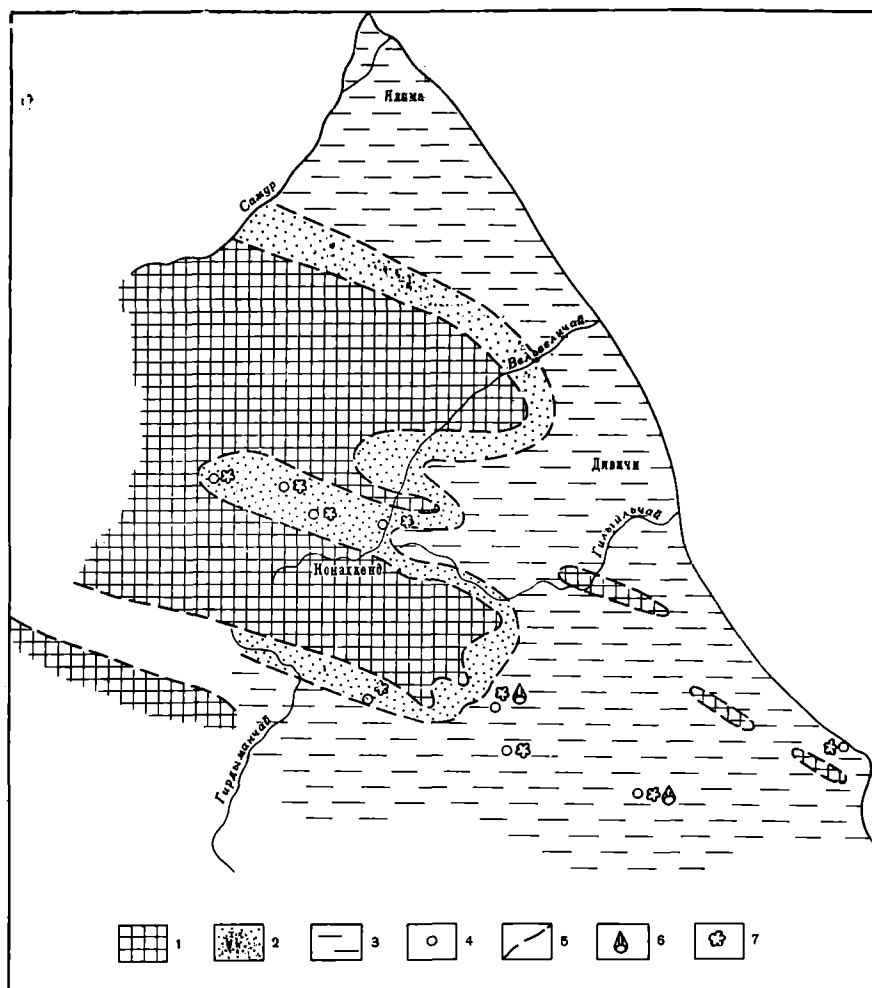 Ялама
Самур
Вельвеличай
Дивичи
Гильгильчай
Конахкенд
Гирдыманчай
1 2 3 4 5 6 7